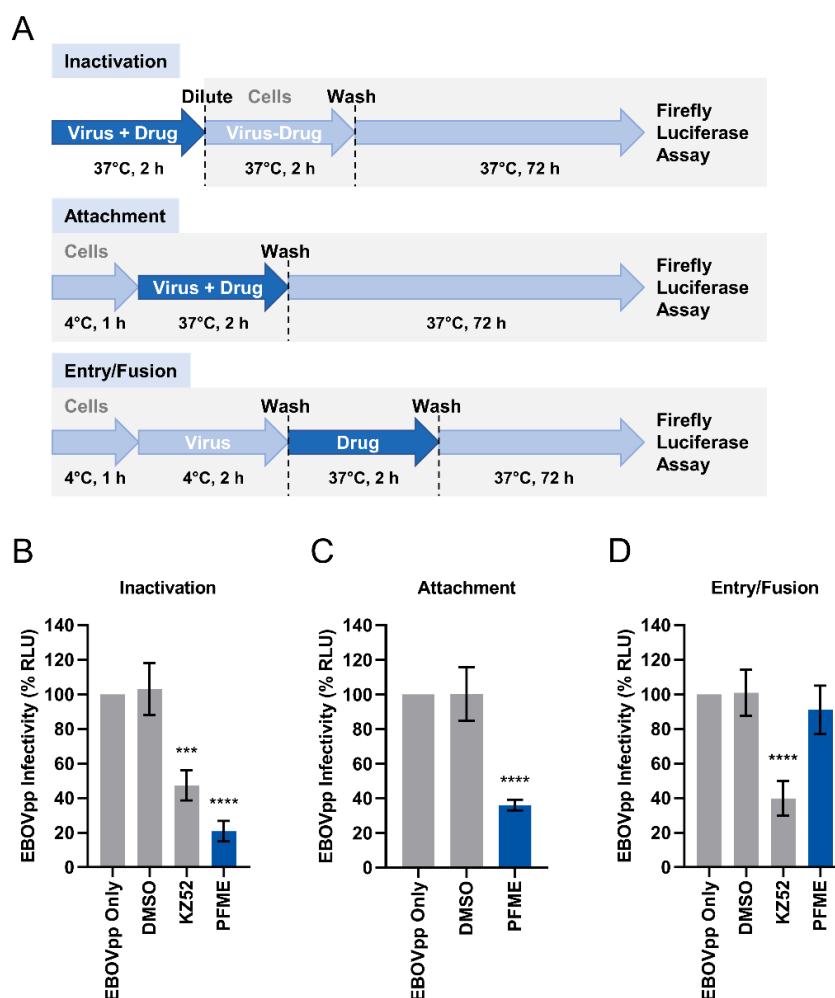 A
Inactivation
Dilute Cells Wash
Virus + Drug Virus-Drug
37°C, 2 h 37°C, 2 h 37°C, 72 h
Firefly
Luciferase
Assay
Attachment
Cells Wash
Virus + Drug
4°C, 1 h 37°C, 2 h 37°C, 72 h
Firefly
Luciferase
Assay
Entry/Fusion
Cells Wash Wash
Virus Drug
4°C, 1 h 4°C, 2 h 37°C, 2 h 37°C, 72 h
Firefly
Luciferase
Assay
B
Inactivation
EBOVpp Infectivity (% RLU)
140
120
100
80
60
40
20
0
***
****
EBOVpp Only
DMSO
KZ52
PFME
C
Attachment
EBOVpp Infectivity (% RLU)
140
120
100
80
60
40
20
0
****
EBOVpp Only
DMSO
PFME
D
Entry/Fusion
EBOVpp Infectivity (% RLU)
140
120
100
80
60
40
20
0
****
EBOVpp Only
DMSO
KZ52
PFME